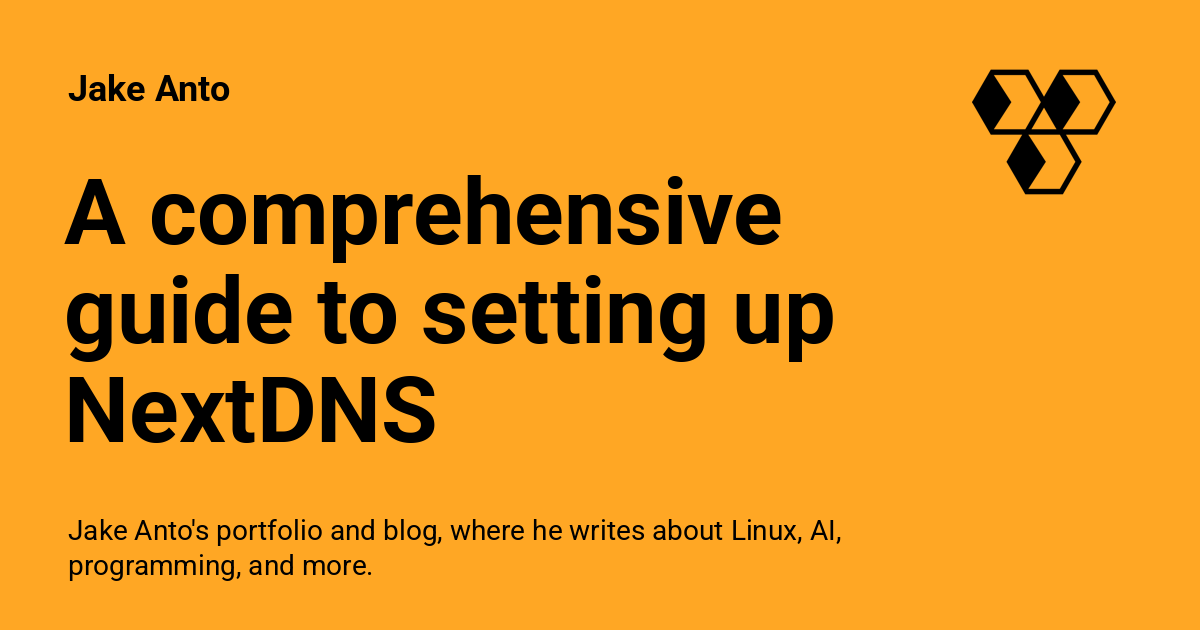 Jake Anto
A comprehensive
guide to setting up
NextDNS
Jake Anto's portfolio and blog, where he writes about Linux, AI,
programming, and more.